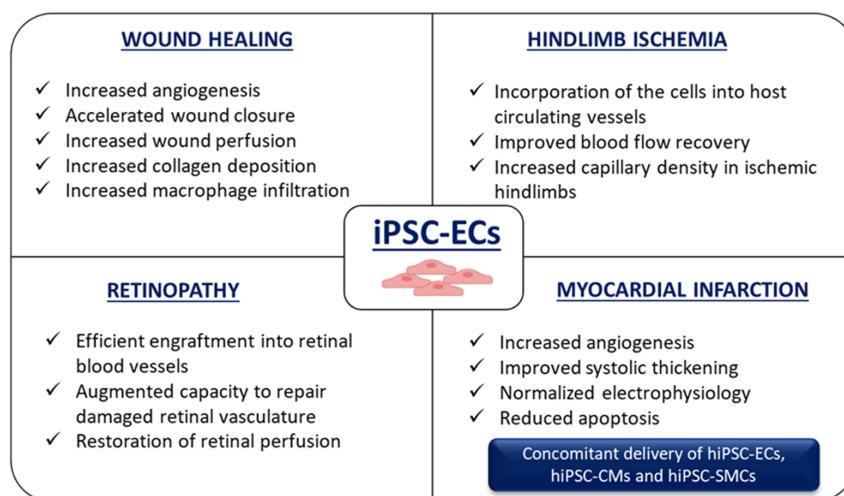 WOUND HEALING
✓ Increased angiogenesis
✓ Accelerated wound closure
✓ Increased wound perfusion
✓ Increased collagen deposition
✓ Increased macrophage infiltration
HINDLIMB ISCHEMIA
✓ Incorporation of the cells into host
circulating vessels
✓ Improved blood flow recovery
✓ Increased capillary density in ischemic
hindlimbs
iPSC-ECs
RETINOPATHY
✓ Efficient engraftment into retinal
blood vessels
✓ Augmented capacity to repair
damaged retinal vasculature
✓ Restoration of retinal perfusion
MYOCARDIAL INFARCTION
✓ Increased angiogenesis
✓ Improved systolic thickening
✓ Normalized electrophysiology
✓ Reduced apoptosis
Concomitant delivery of hiPSC-ECs,
hiPSC-CMs and hiPSC-SMCs